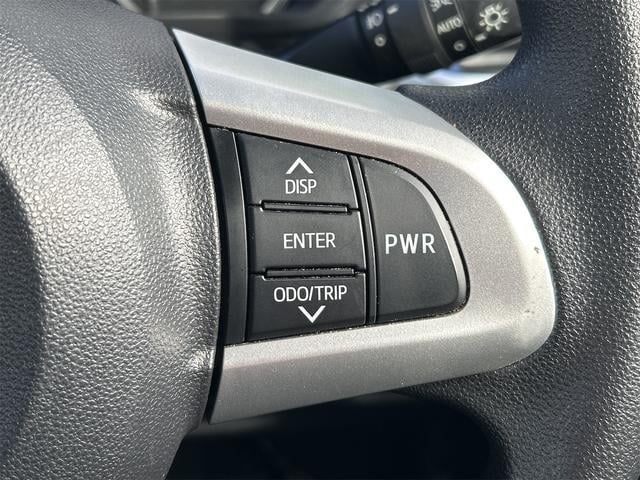 AUTO
DISP
ENTER
PWR
ODO/TRIP